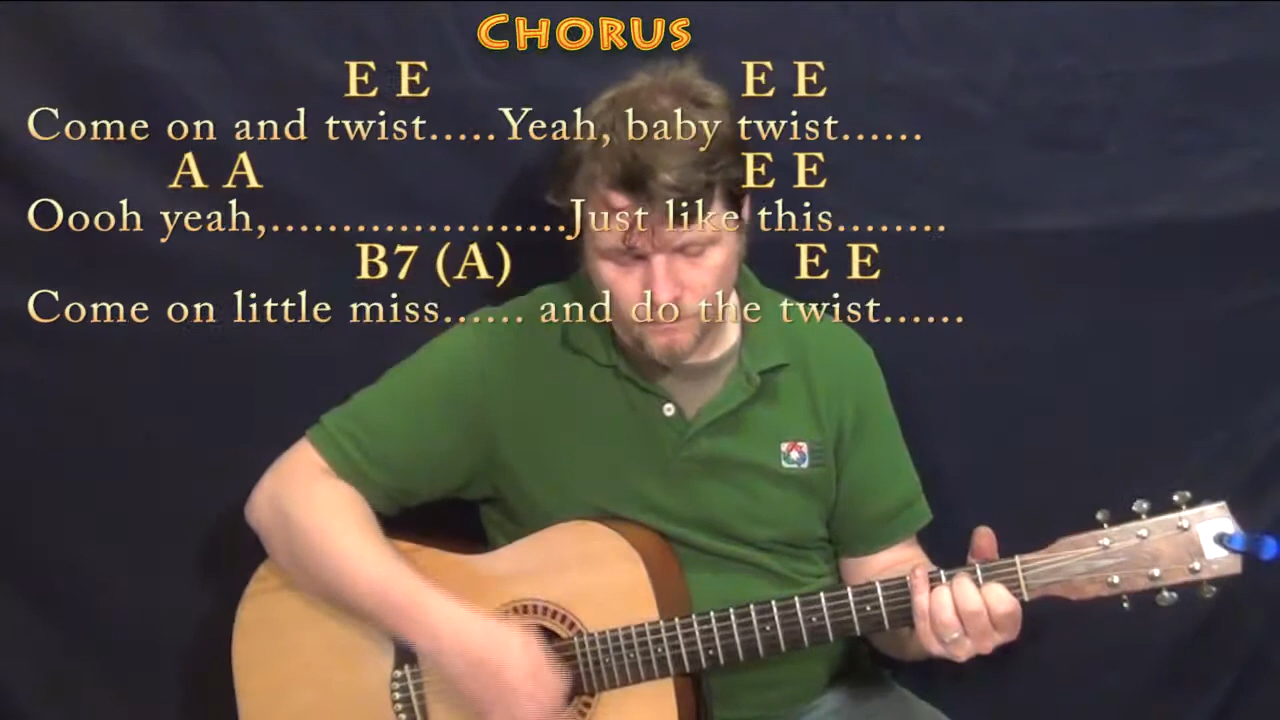 CHORUS
E E E E
Come on and twist.....Yeah, baby twist......
A A E E
Oooh yeah,.....................Just like this........
B7 (A) E E
Come on little miss...... and do the twist......